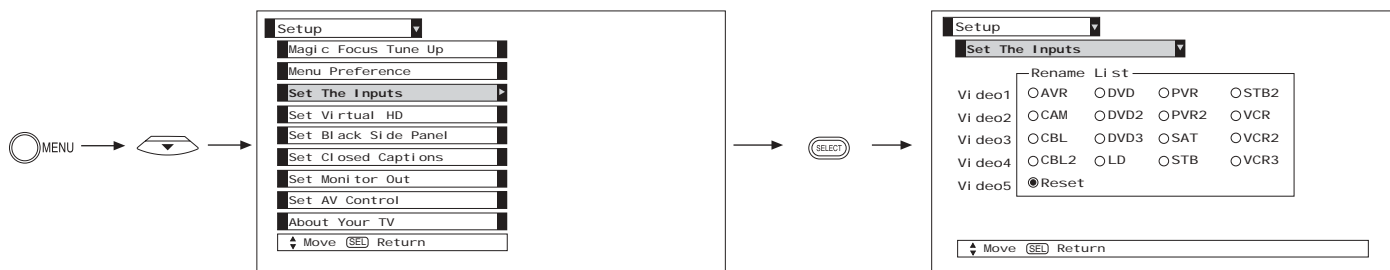 MENU
Setup
Magic Focus Tune Up
Menu Preference
Set The Inputs
Set Virtual HD
Set Black Side Panel
Set Closed Captions
Set Monitor Out
Set AV Control
About Your TV
Move SEL Return
SELECT
Setup
Set The Inputs
Rename List
Video1 AVR DVD PVR STB2
Video2 CAM DVD2 PVR2 VCR
Video3 CBL DVD3 SAT VCR2
Video4 CBL2 LD STB VCR3
Video5 Reset
Move SEL Return